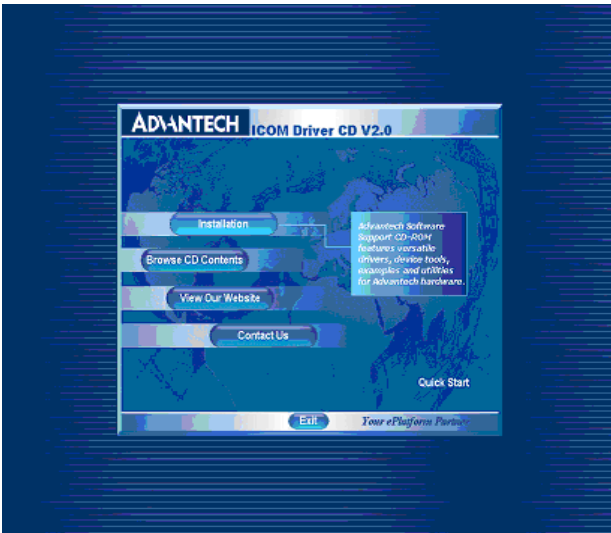 ADVANTECH ICOM Driver CD V2.0
Installation
Advantech Software
Support CD-ROM
features versatile
drivers, device tools,
examples and utilities
for Advantech hardware.
Browse CD Contents
View Our Website
Contact Us
Quick Start
Exit
Your ePlatform Partner